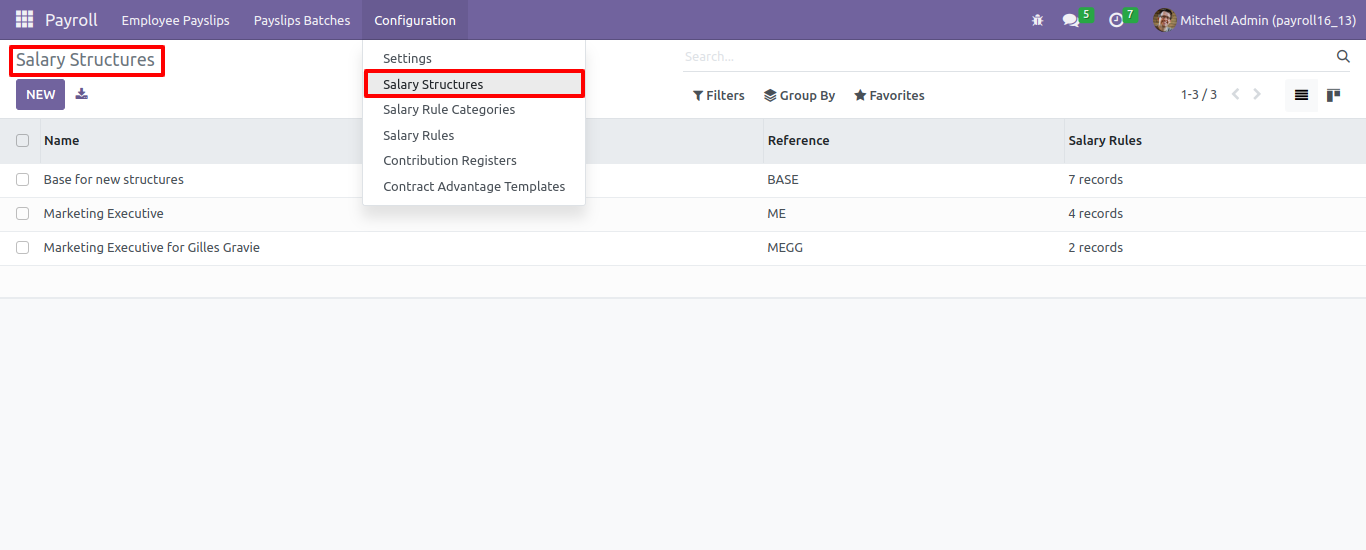 Payroll Employee Payslips Payslips Batches Configuration 5 7 Mitchell Admin (payroll16_13)
Salary Structures
Search...
NEW
Filters Group By Favorites 1-3 / 3
Settings
Salary Structures
Salary Rule Categories
Salary Rules
Contribution Registers
Contract Advantage Templates
Name Reference Salary Rules
Base for new structures BASE 7 records
Marketing Executive ME 4 records
Marketing Executive for Gilles Gravie MEGG 2 records